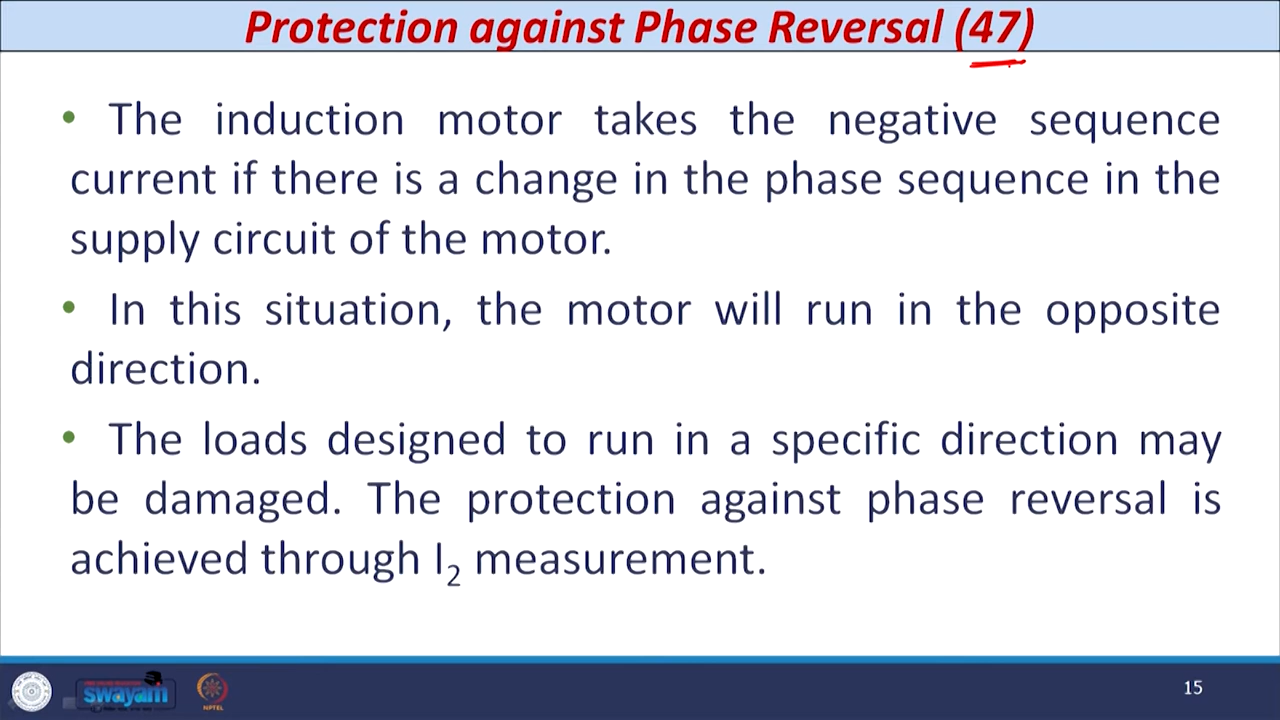 Protection against Phase Reversal (47)
• The induction motor takes the negative sequence
current if there is a change in the phase sequence in the
supply circuit of the motor.
• In this situation, the motor will run in the opposite
direction.
• The loads designed to run in a specific direction may
be damaged. The protection against phase reversal is
achieved through I₂ measurement.
swayam
NPTEL
15